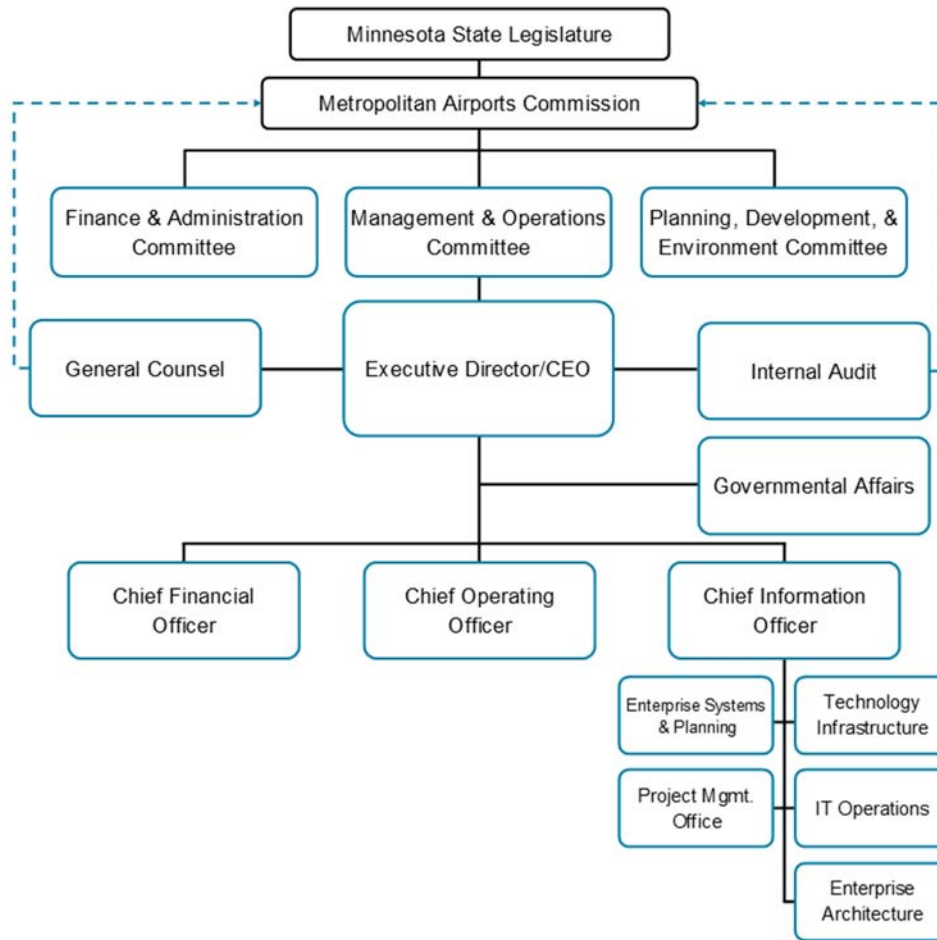 Minnesota State Legislature
Metropolitan Airports Commission
Finance & Administration
Committee
Management & Operations
Committee
Planning, Development, &
Environment Committee
General Counsel
Executive Director/CEO
Internal Audit
Governmental Affairs
Chief Financial
Officer
Chief Operating
Officer
Chief Information
Officer
Enterprise Systems
& Planning
Technology
Infrastructure
Project Mgmt.
Office
IT Operations
Enterprise
Architecture